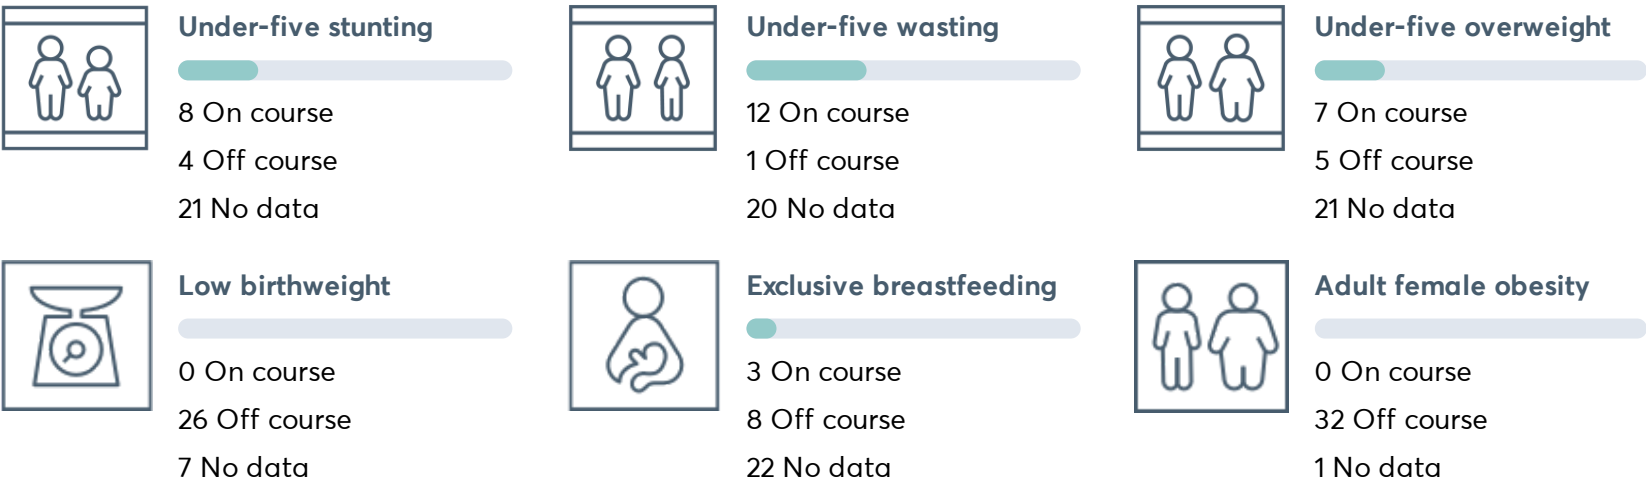 Under-five stunting
8 On course
4 Off course
21 No data
Under-five wasting
12 On course
1 Off course
20 No data
Under-five overweight
7 On course
5 Off course
21 No data
Low birthweight
0 On course
26 Off course
7 No data
Exclusive breastfeeding
3 On course
8 Off course
22 No data
Adult female obesity
0 On course
32 Off course
1 No data